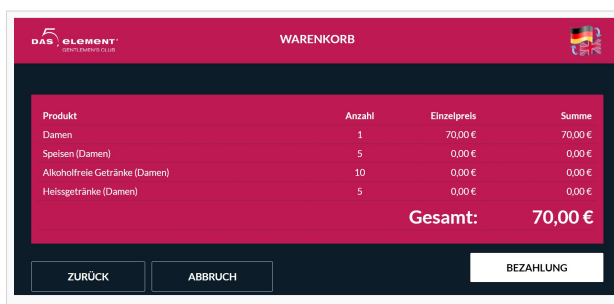 5
DAS element
GENTLEMEN'S CLUB
WARENKORB
Produkt Anzahl Einzelpreis Summe
Damen 1 70,00 € 70,00 €
Speisen (Damen) 5 0,00 € 0,00 €
Alkoholfreie Getränke (Damen) 10 0,00 € 0,00 €
Heissgetränke (Damen) 5 0,00 € 0,00 €
Gesamt: 70,00 €
ZURÜCK ABBRUCH BEZAHLUNG